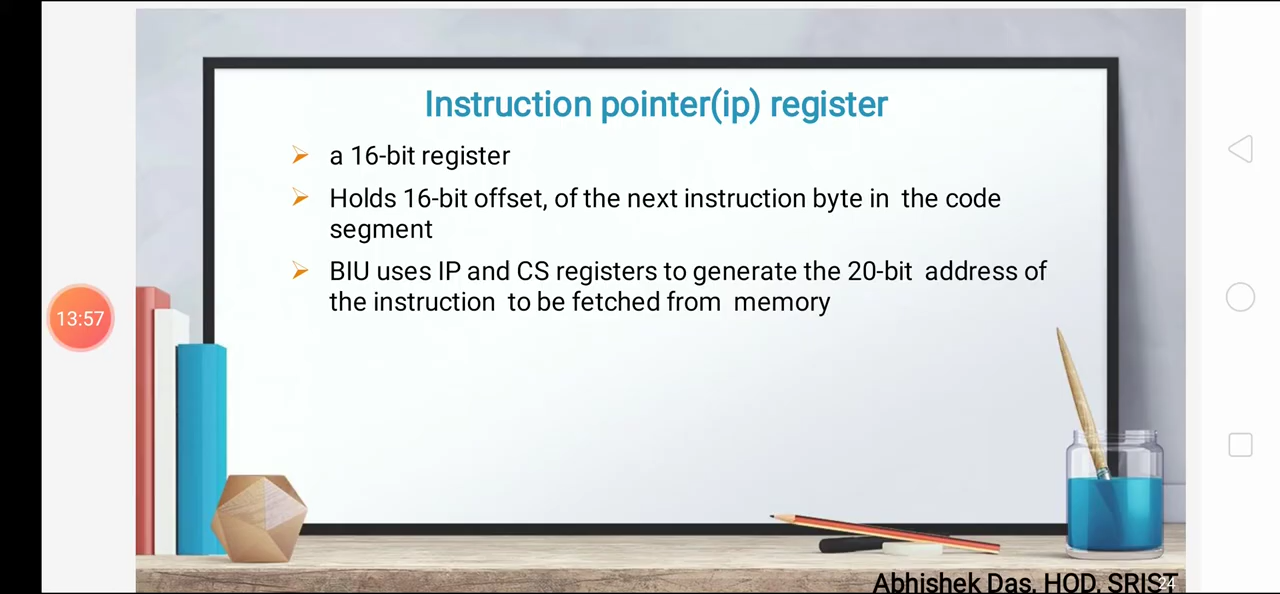 Instruction pointer(ip) register
a 16-bit register
Holds 16-bit offset, of the next instruction byte in the code
segment
BIU uses IP and CS registers to generate the 20-bit address of
the instruction to be fetched from memory
13:57
Abhishek Das, HOD, SRIST
24